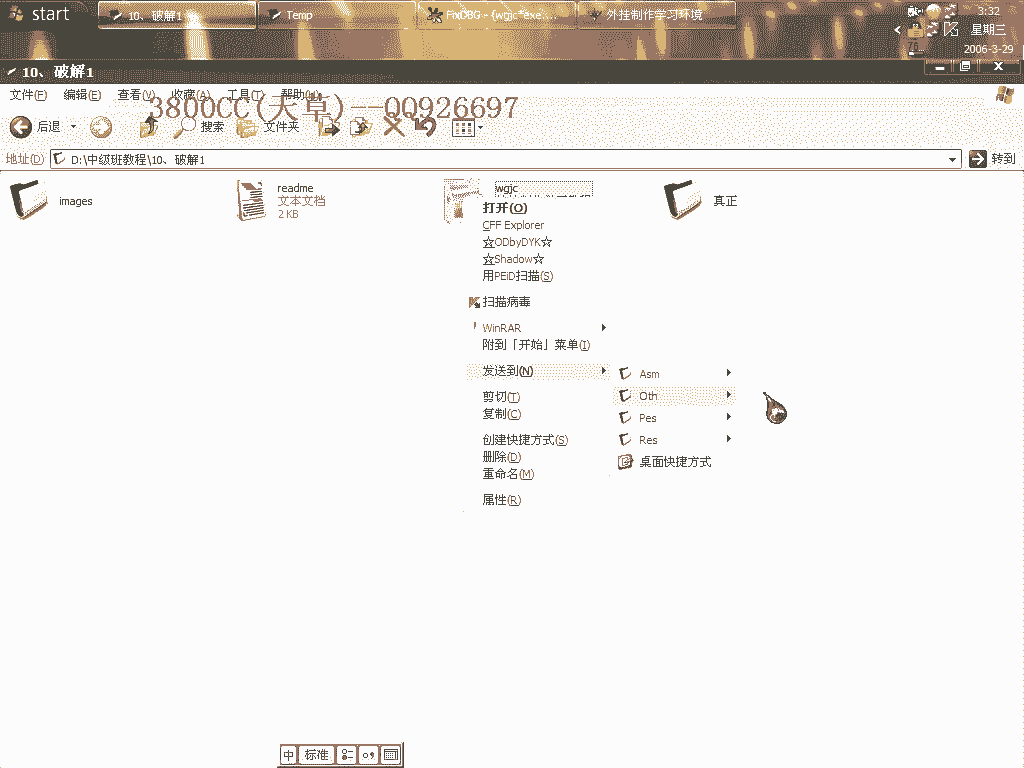 start
10、破解1
Temp
FixDBG - {wgjc*exe...
外挂制作学习环境
3:32
星期三
2006-3-29
10、破解1
文件(F) 编辑(E) 查看(V) 收藏(A) 工具(T) 帮助(H)
3800CC(天草)--QQ926697
后退 搜索 文件夹
地址(D) D:\中级班教程\10、破解1 转到
images
readme
文本文档
2 KB
wgjc
真正
打开(O)
CFF Explorer
☆ODbyDYK☆
☆Shadow☆
用PEiD扫描(S)
扫描病毒
WinRAR
附到「开始」菜单(I)
发送到(N)
剪切(T)
复制(C)
创建快捷方式(S)
删除(D)
重命名(M)
属性(R)
Asm
Oth
Pes
Res
桌面快捷方式
中 标准